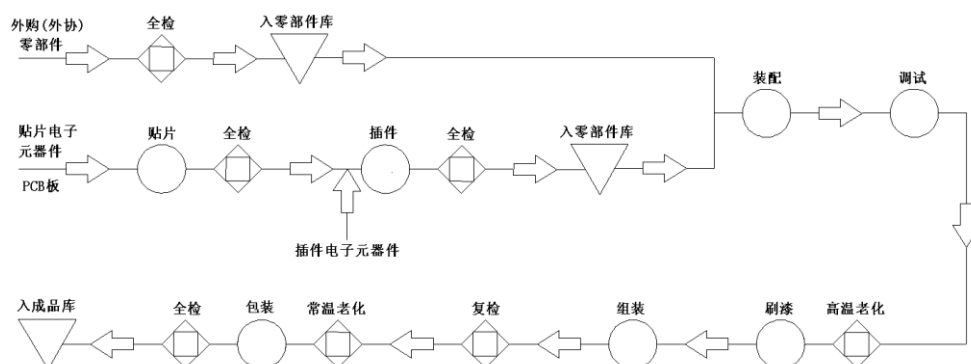 外购(外协)
零部件
全检
入零部件库
装配
调试
贴片电子
元器件
PCB板
贴片
全检
插件
全检
入零部件库
插件电子元器件
入成品库
全检
包装
常温老化
复检
组装
刷漆
高温老化